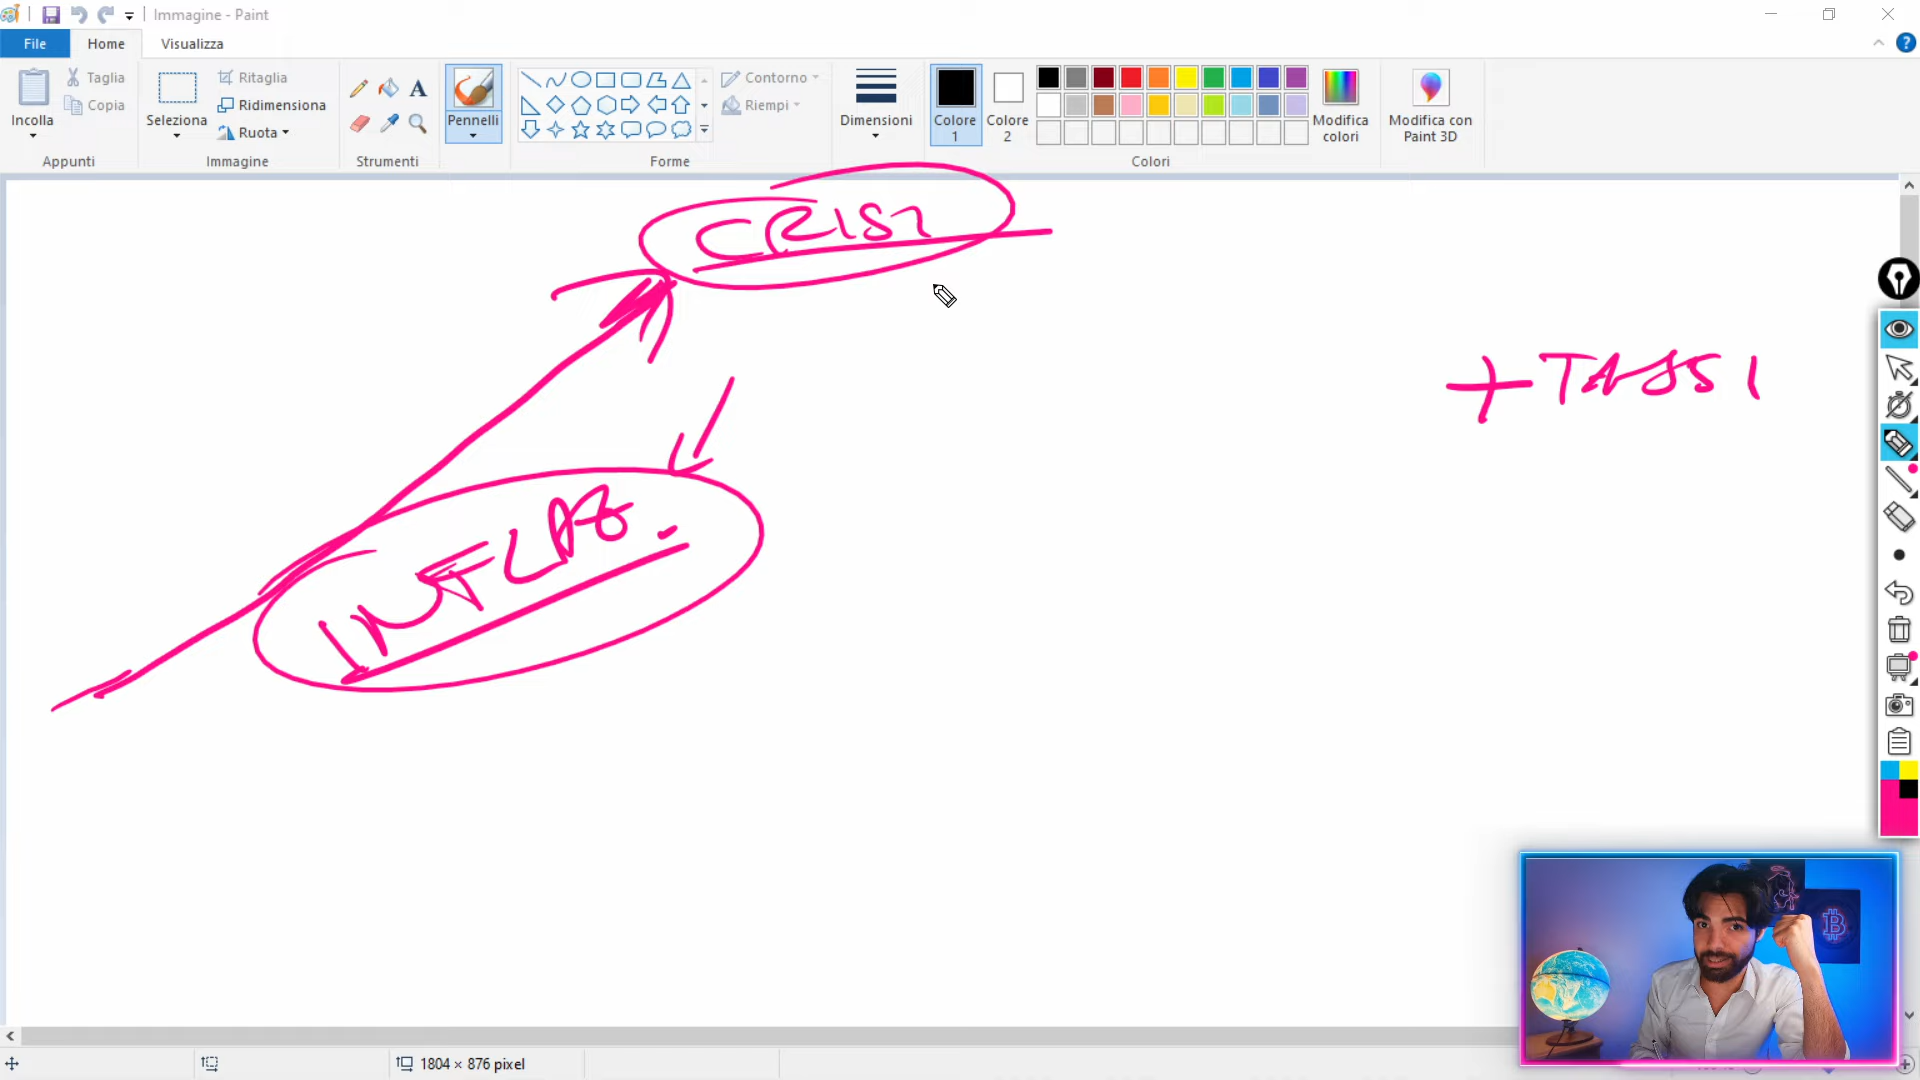 Immagine - Paint
File Home Visualizza
Incolla
Taglia
Copia
Appunti
Seleziona
Ritaglia
Ridimensiona
Ruota
Immagine
A
Strumenti
Pennelli
Contorno
Riempi
Forme
Dimensioni
Colore 1
Colore 2
Modifica colori
Colori
Modifica con Paint 3D
CRISI
+ TASSI
INFLAZ.
1804 × 876 pixel